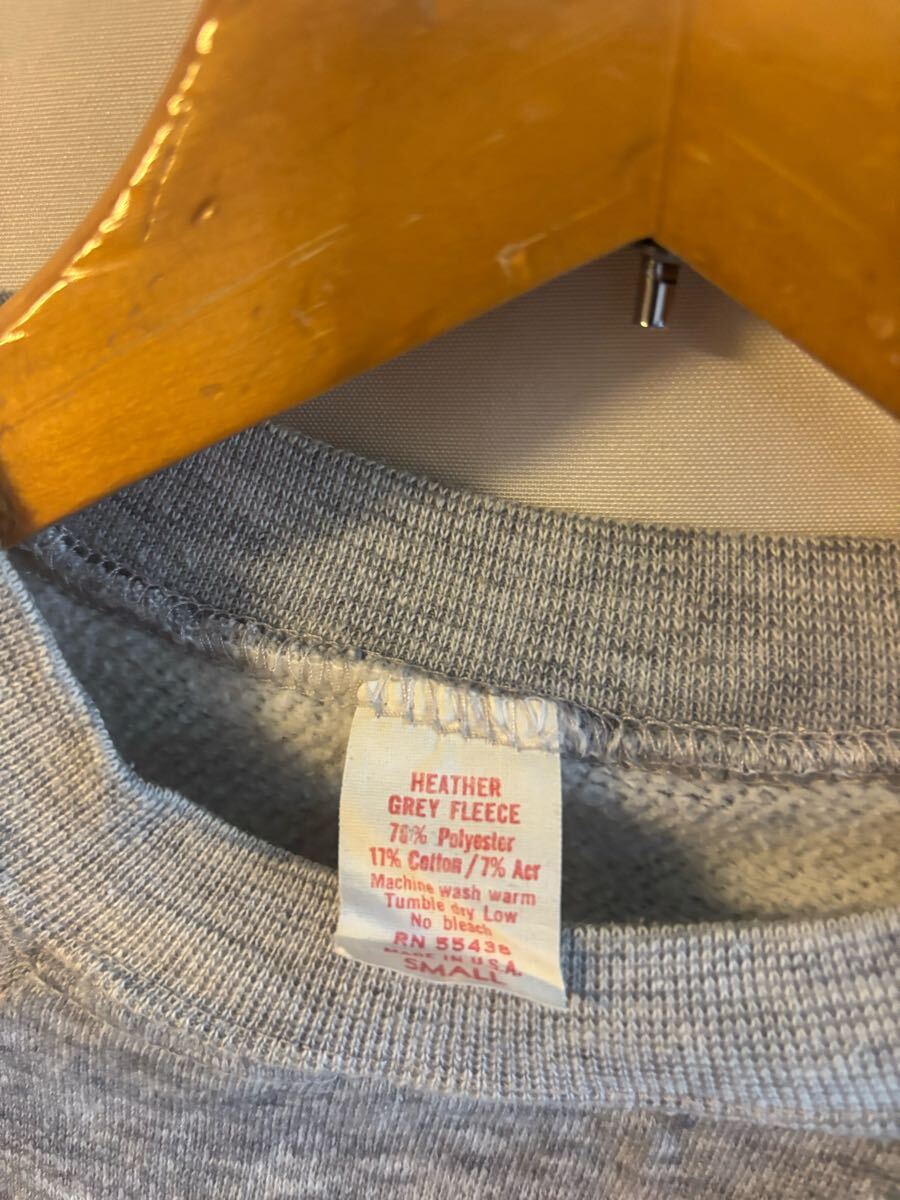 HEATHER
GREY FLEECE
76% Polyester
17% Cotton / 7% Acr
Machine wash warm
Tumble dry Low
No bleach
RN 55438
MADE IN U.S.A.
SMALL